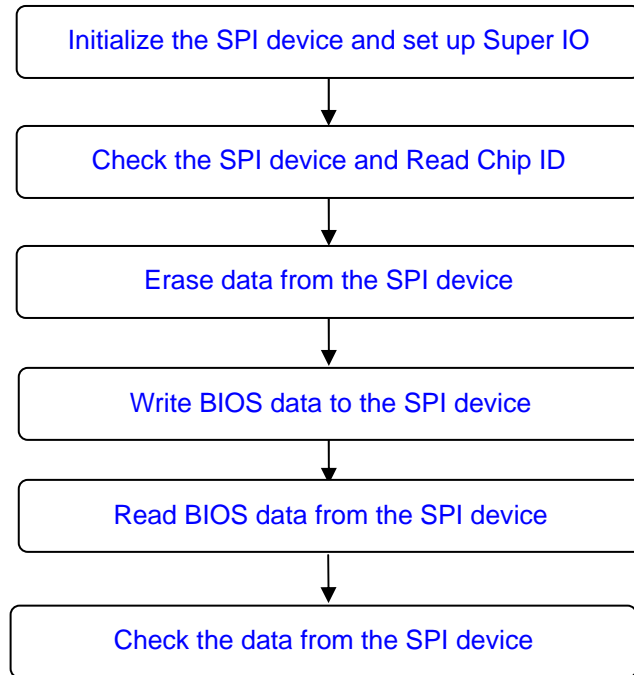 Initialize the SPI device and set up Super IO
Check the SPI device and Read Chip ID
Erase data from the SPI device
Write BIOS data to the SPI device
Read BIOS data from the SPI device
Check the data from the SPI device